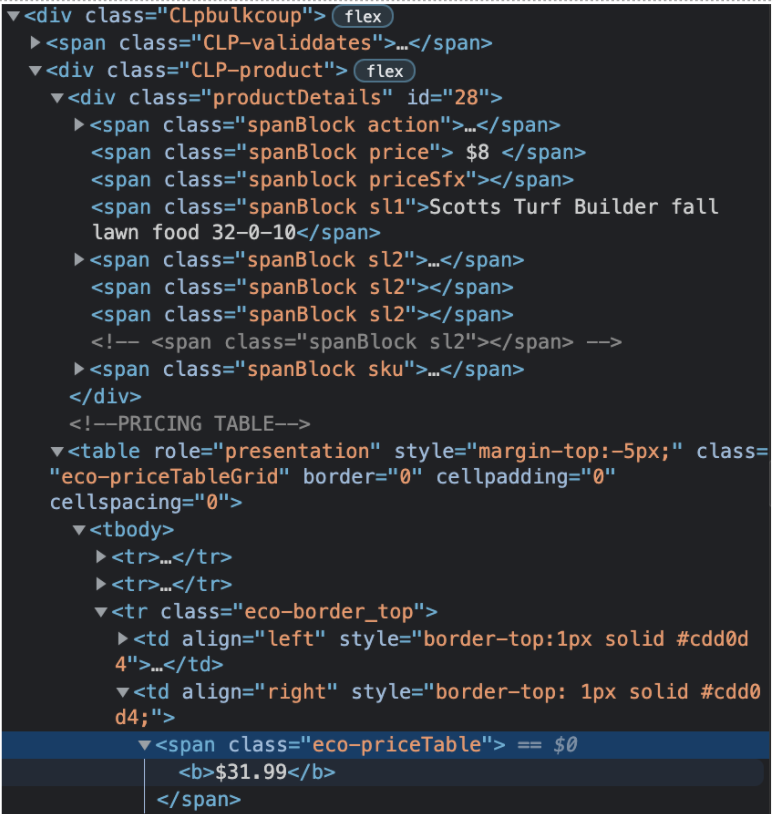 ▼<div class="CLpbulkcoup"> flex
▶<span class="CLP-validdates">…</span>
▼<div class="CLP-product"> flex
▼<div class="productDetails" id="28">
▶<span class="spanBlock action">…</span>
<span class="spanBlock price"> $8 </span>
<span class="spanblock priceSfx"></span>
<span class="spanBlock sl1">Scotts Turf Builder fall
lawn food 32-0-10</span>
▶<span class="spanBlock sl2">…</span>
<span class="spanBlock sl2"></span>
<span class="spanBlock sl2"></span>
<!-- <span class="spanBlock sl2"></span> -->
▶<span class="spanBlock sku">…</span>
</div>
<!--PRICING TABLE-->
▼<table role="presentation" style="margin-top:-5px;" class=
"eco-priceTableGrid" border="0" cellpadding="0"
cellspacing="0">
▼<tbody>
▶<tr>…</tr>
▶<tr>…</tr>
▼<tr class="eco-border_top">
▶<td align="left" style="border-top:1px solid #cdd0d
4">…</td>
▼<td align="right" style="border-top: 1px solid #cdd0
d4;">
▼<span class="eco-priceTable"> == $0
<b>$31.99</b>
</span>